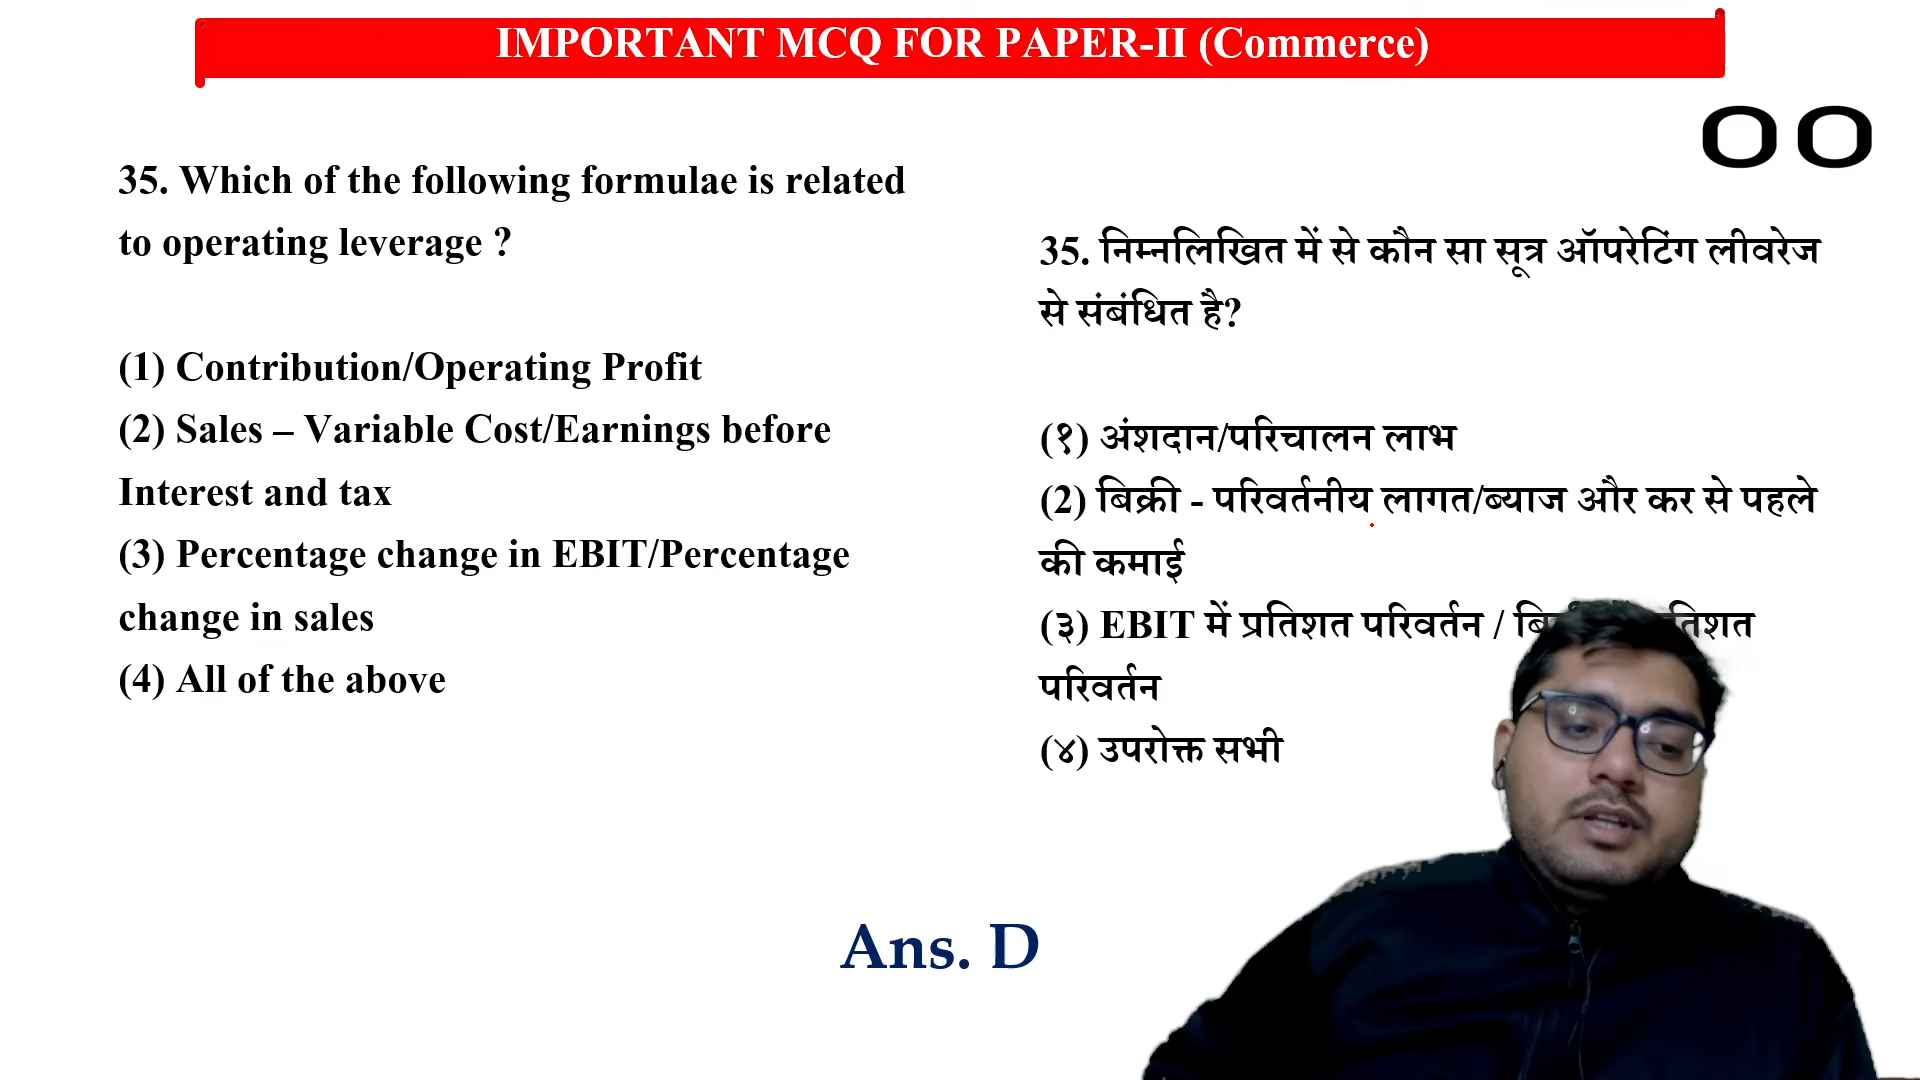 IMPORTANT MCQ FOR PAPER-II (Commerce)
00
35. Which of the following formulae is related
to operating leverage ?
(1) Contribution/Operating Profit
(2) Sales – Variable Cost/Earnings before
Interest and tax
(3) Percentage change in EBIT/Percentage
change in sales
(4) All of the above
35. निम्नलिखित में से कौन सा सूत्र ऑपरेटिंग लीवरेज
से संबंधित है?
(१) अंशदान/परिचालन लाभ
(2) बिक्री - परिवर्तनीय लागत/ब्याज और कर से पहले
की कमाई
(३) EBIT में प्रतिशत परिवर्तन /
परिवर्तन
(४) उपरोक्त सभी
Ans. D